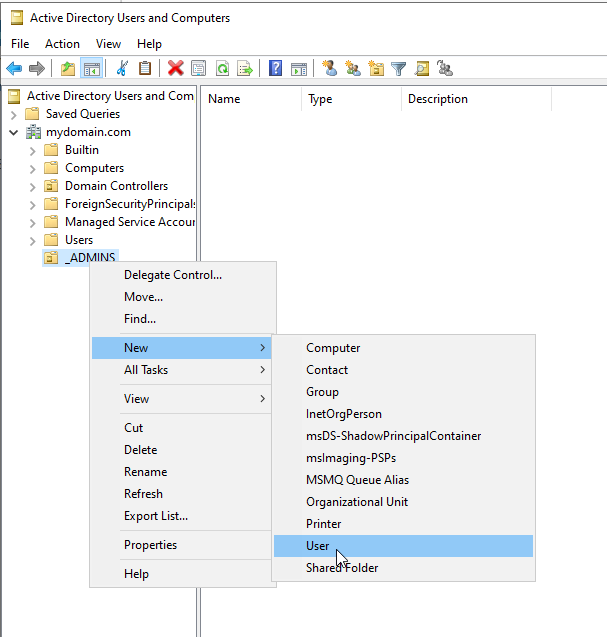 Active Directory Users and Computers
File Action View Help
Active Directory Users and Com
Name Type Description
Saved Queries
mydomain.com
Builtin
Computers
Domain Controllers
ForeignSecurityPrincipals
Managed Service Accour
Users
_ADMINS
Delegate Control...
Move...
Find...
New
All Tasks
View
Cut
Delete
Rename
Refresh
Export List...
Properties
Help
Computer
Contact
Group
InetOrgPerson
msDS-ShadowPrincipalContainer
msImaging-PSPs
MSMQ Queue Alias
Organizational Unit
Printer
User
Shared Folder